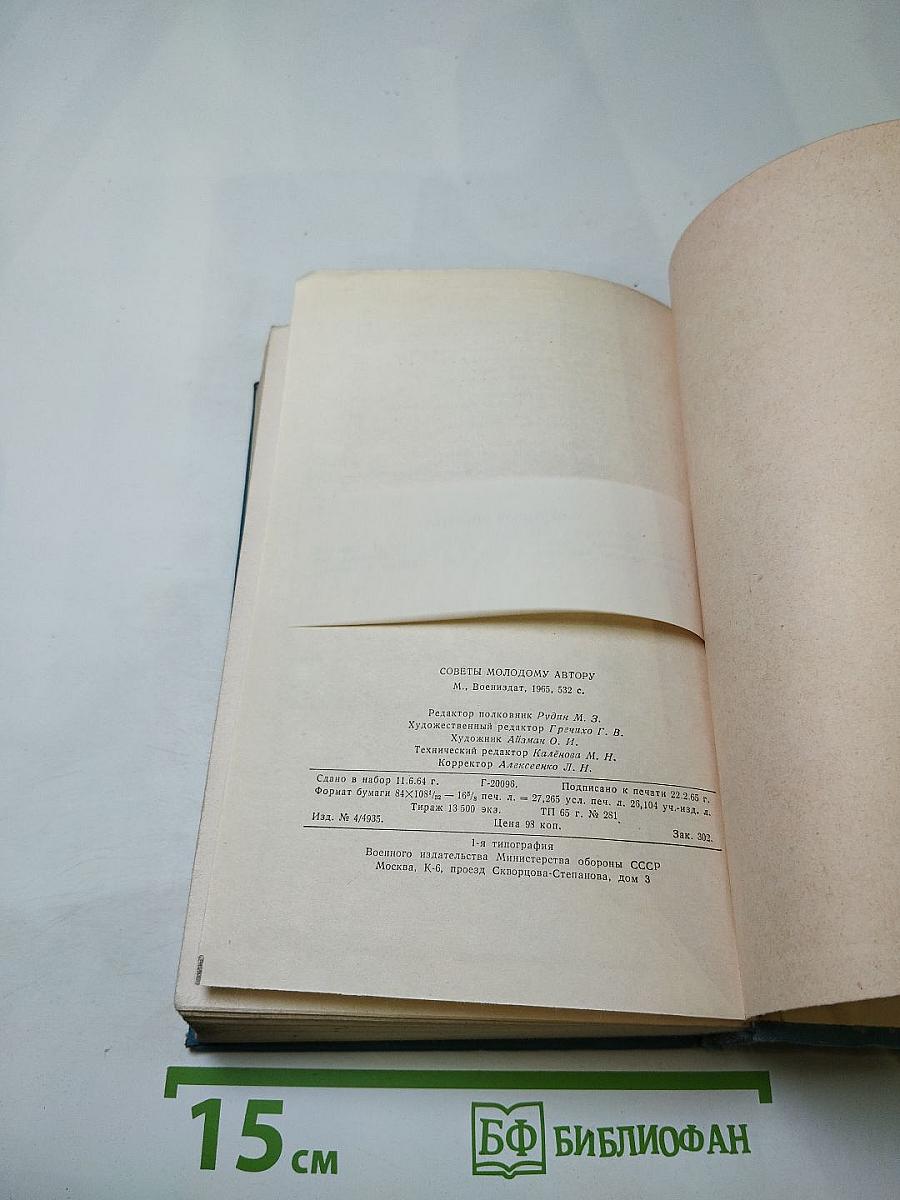 СОВЕТЫ МОЛОДОМУ АВТОРУ
М., Воениздат, 1965, 532 с.
Редактор полковник Рудин М. З.
Художественный редактор Гречихо Г. В.
Художник Айзман О. И.
Технический редактор Калёнова М. Н.
Корректор Алексеенко Л. Н.
Сдано в набор 11.6.64 г. Г-20096. Подписано к печати 22.2.65 г.
Формат бумаги 84×108¹/₃₂ — 16⁵/₈ печ. л. = 27,265 усл. печ. л. 26,104 уч.-изд. л.
Тираж 13 500 экз. ТП 65 г. № 281
Изд. № 4/4935. Цена 98 коп. Зак. 302.
1-я типография
Военного издательства Министерства обороны СССР
Москва, К-6, проезд Скворцова-Степанова, дом 3
15 см
БФ БИБЛИОФАН